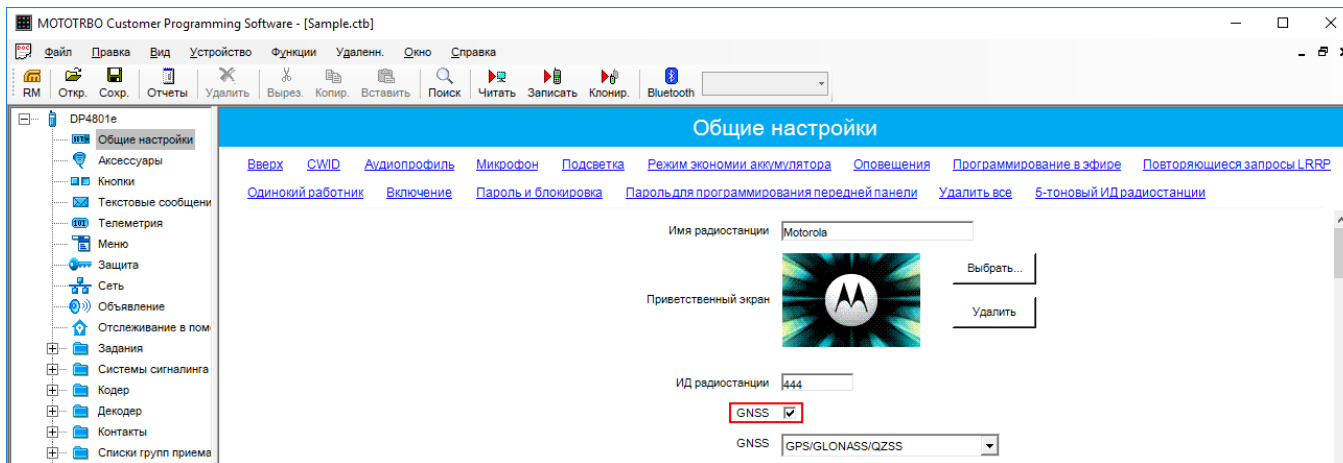 MOTOTRBO Customer Programming Software - [Sample.ctb]
Файл Правка Вид Устройство Функции Удаленн. Окно Справка
RM Откр. Сохр. Отчеты Удалить Вырез. Копир. Вставить Поиск Читать Записать Клонир. Bluetooth
DP4801e
Общие настройки
Аксессуары
Кнопки
Текстовые сообщени
Телеметрия
Меню
Защита
Сеть
Объявление
Отслеживание в пом
Задания
Системы сигналинга
Кодер
Декодер
Контакты
Списки групп приема
Общие настройки
Вверх CWID Аудиопрофиль Микрофон Подсветка Режим экономии аккумулятора Оповещения Программирование в эфире Повторяющиеся запросы LRRP
Одинокий работник Включение Пароль и блокировка Пароль для программирования передней панели Удалить все 5-тоновый ИД радиостанции
Имя радиостанции Motorola
Выбрать...
Приветственный экран
Удалить
ИД радиостанции 444
GNSS
GNSS GPS/GLONASS/QZSS